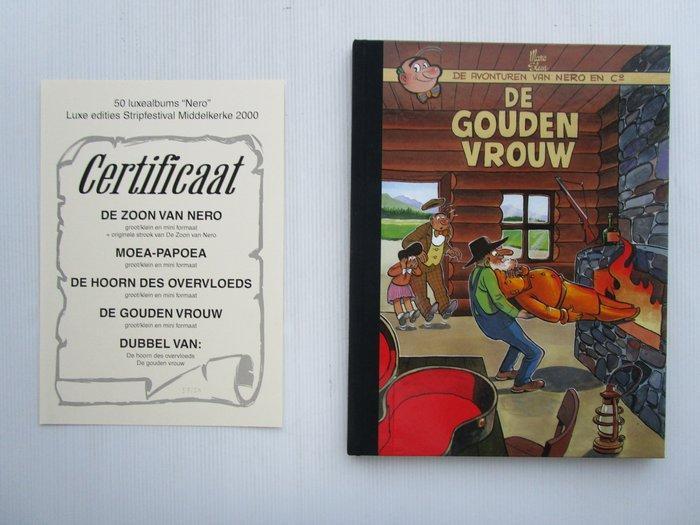 50 luxealbums "Nero"
Luxe edities Stripfestival Middelkerke 2000
Certificaat
DE ZOON VAN NERO
groot/klein en mini formaat
+ originele strook van De Zoon van Nero
MOEA-PAPOEA
groot/klein en mini formaat
DE HOORN DES OVERVLOEDS
groot/klein en mini formaat
DE GOUDEN VROUW
groot/klein en mini formaat
DUBBEL VAN:
De hoorn des overvloeds
De gouden vrouw
Marc
Sleen
DE AVONTUREN VAN NERO EN Co
DE
GOUDEN
VROUW